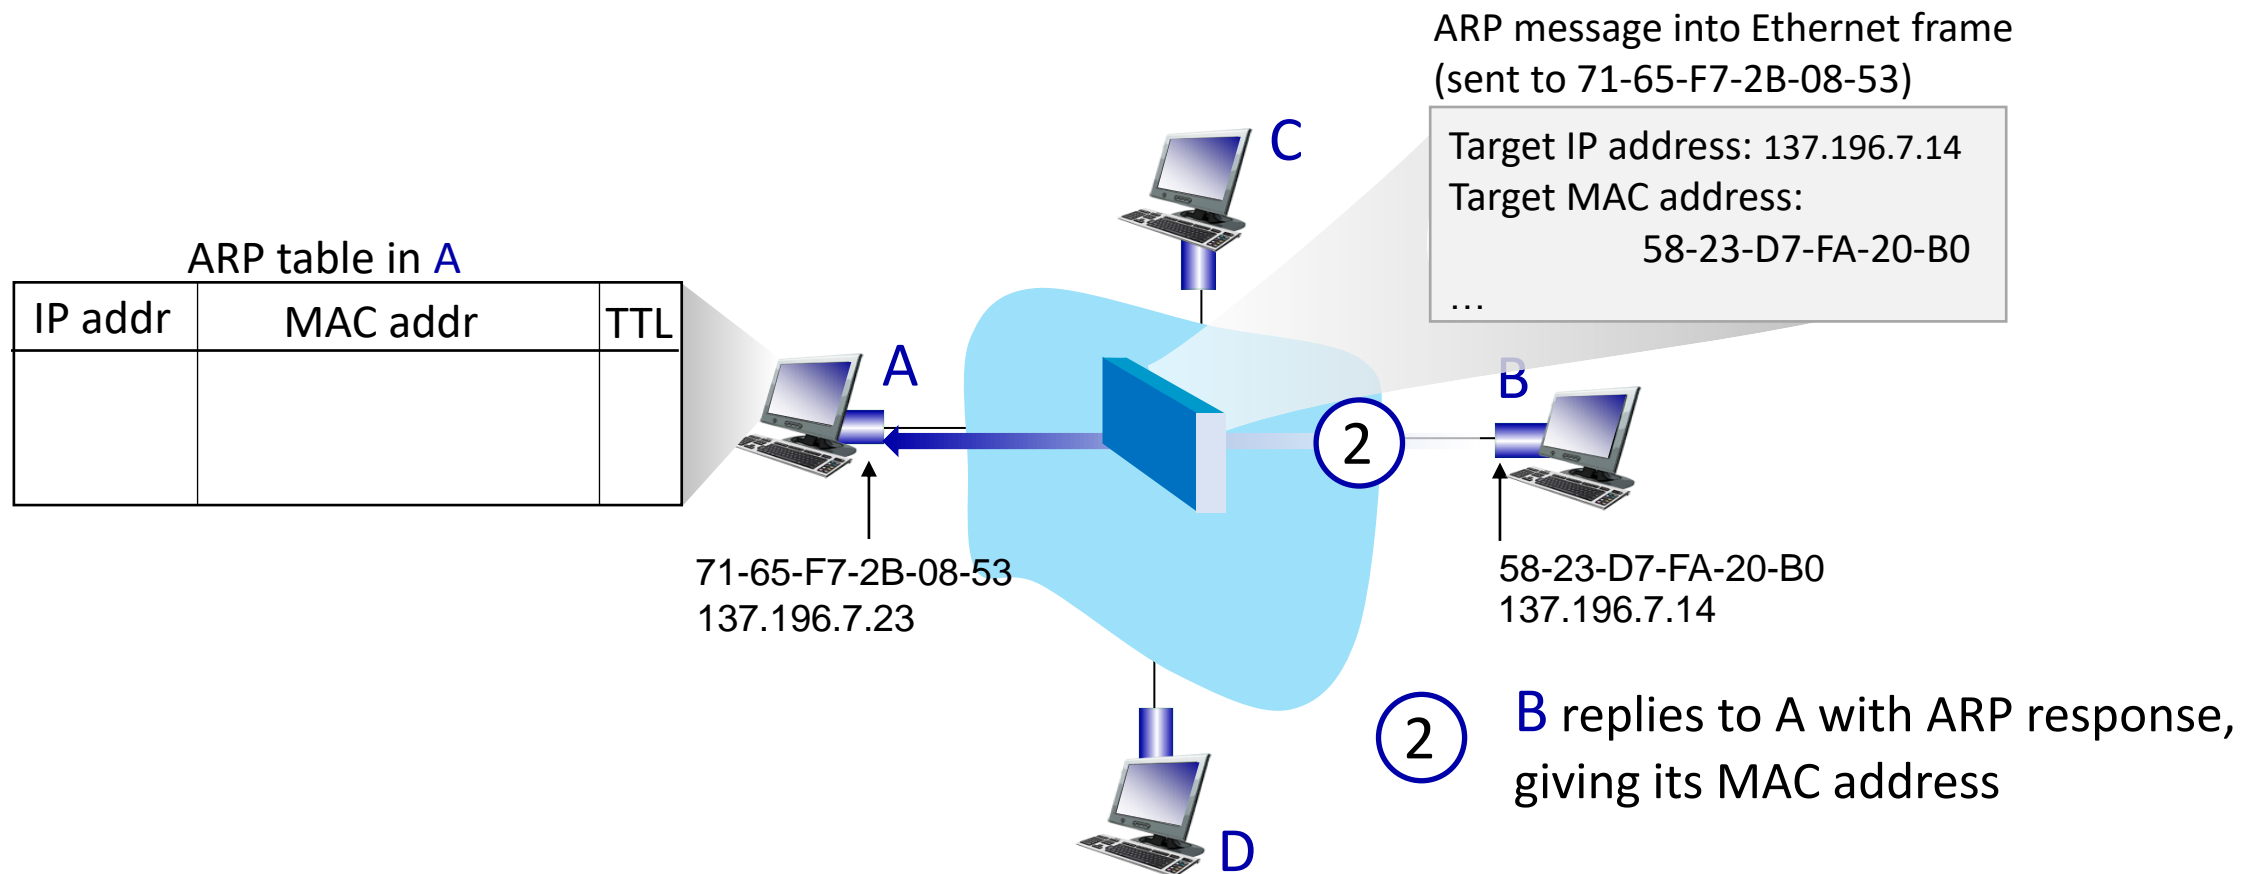 ARP message into Ethernet frame
(sent to 71-65-F7-2B-08-53)
Target IP address: 137.196.7.14
Target MAC address:
58-23-D7-FA-20-B0
…
C
ARP table in A
IP addr MAC addr TTL
A
B
2
71-65-F7-2B-08-53
137.196.7.23
58-23-D7-FA-20-B0
137.196.7.14
2 B replies to A with ARP response,
giving its MAC address
D